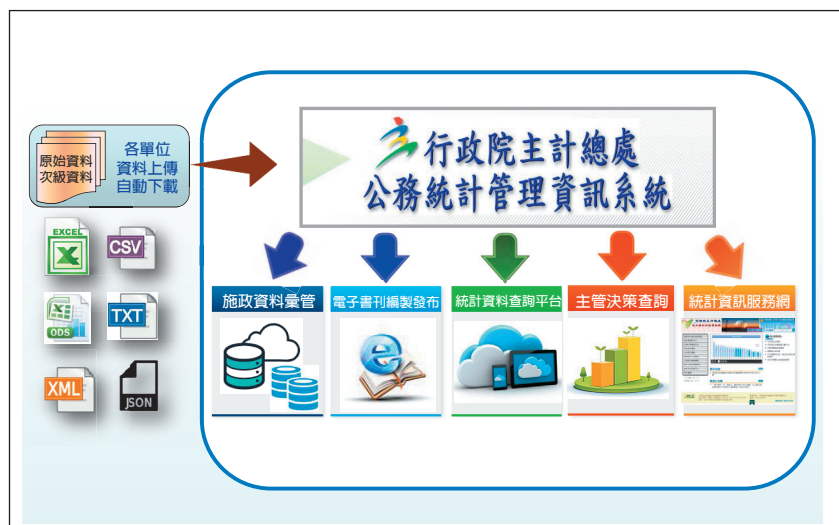 行政院主計總處
公務統計管理資訊系統
原始資料
次級資料
各單位
資料上傳
自動下載
EXCEL
CSV
ODS
TXT
XML
JSON
施政資料彙管
電子書刊編製發布
統計資料查詢平台
主管決策查詢
統計資訊服務網